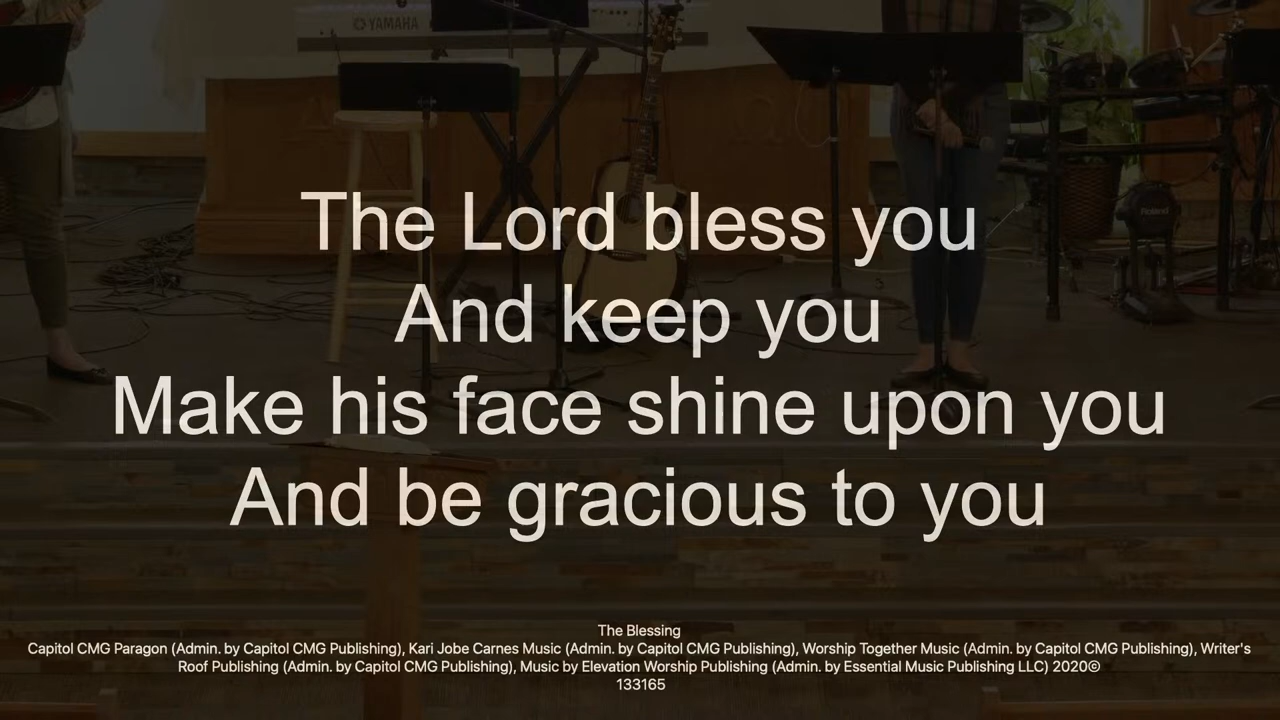 YAMAHA
Roland
The Lord bless you
And keep you
Make his face shine upon you
And be gracious to you
The Blessing
Capitol CMG Paragon (Admin. by Capitol CMG Publishing), Kari Jobe Carnes Music (Admin. by Capitol CMG Publishing), Worship Together Music (Admin. by Capitol CMG Publishing), Writer's
Roof Publishing (Admin. by Capitol CMG Publishing), Music by Elevation Worship Publishing (Admin. by Essential Music Publishing LLC) 2020©
133165